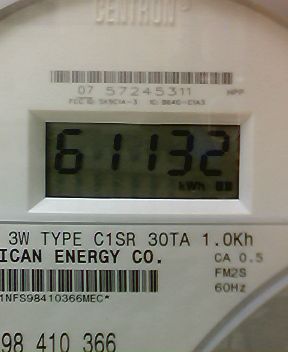 CENTRON®
07 57245311 HPP
FCC ID: SK9C1A-3 IC: 864G-C1A3
61132
kWh
3W TYPE C1SR 30TA 1.0Kh
ICAN ENERGY CO. CA 0.5
FM2S
60Hz
1NFS98410366MEC*
98 410 366